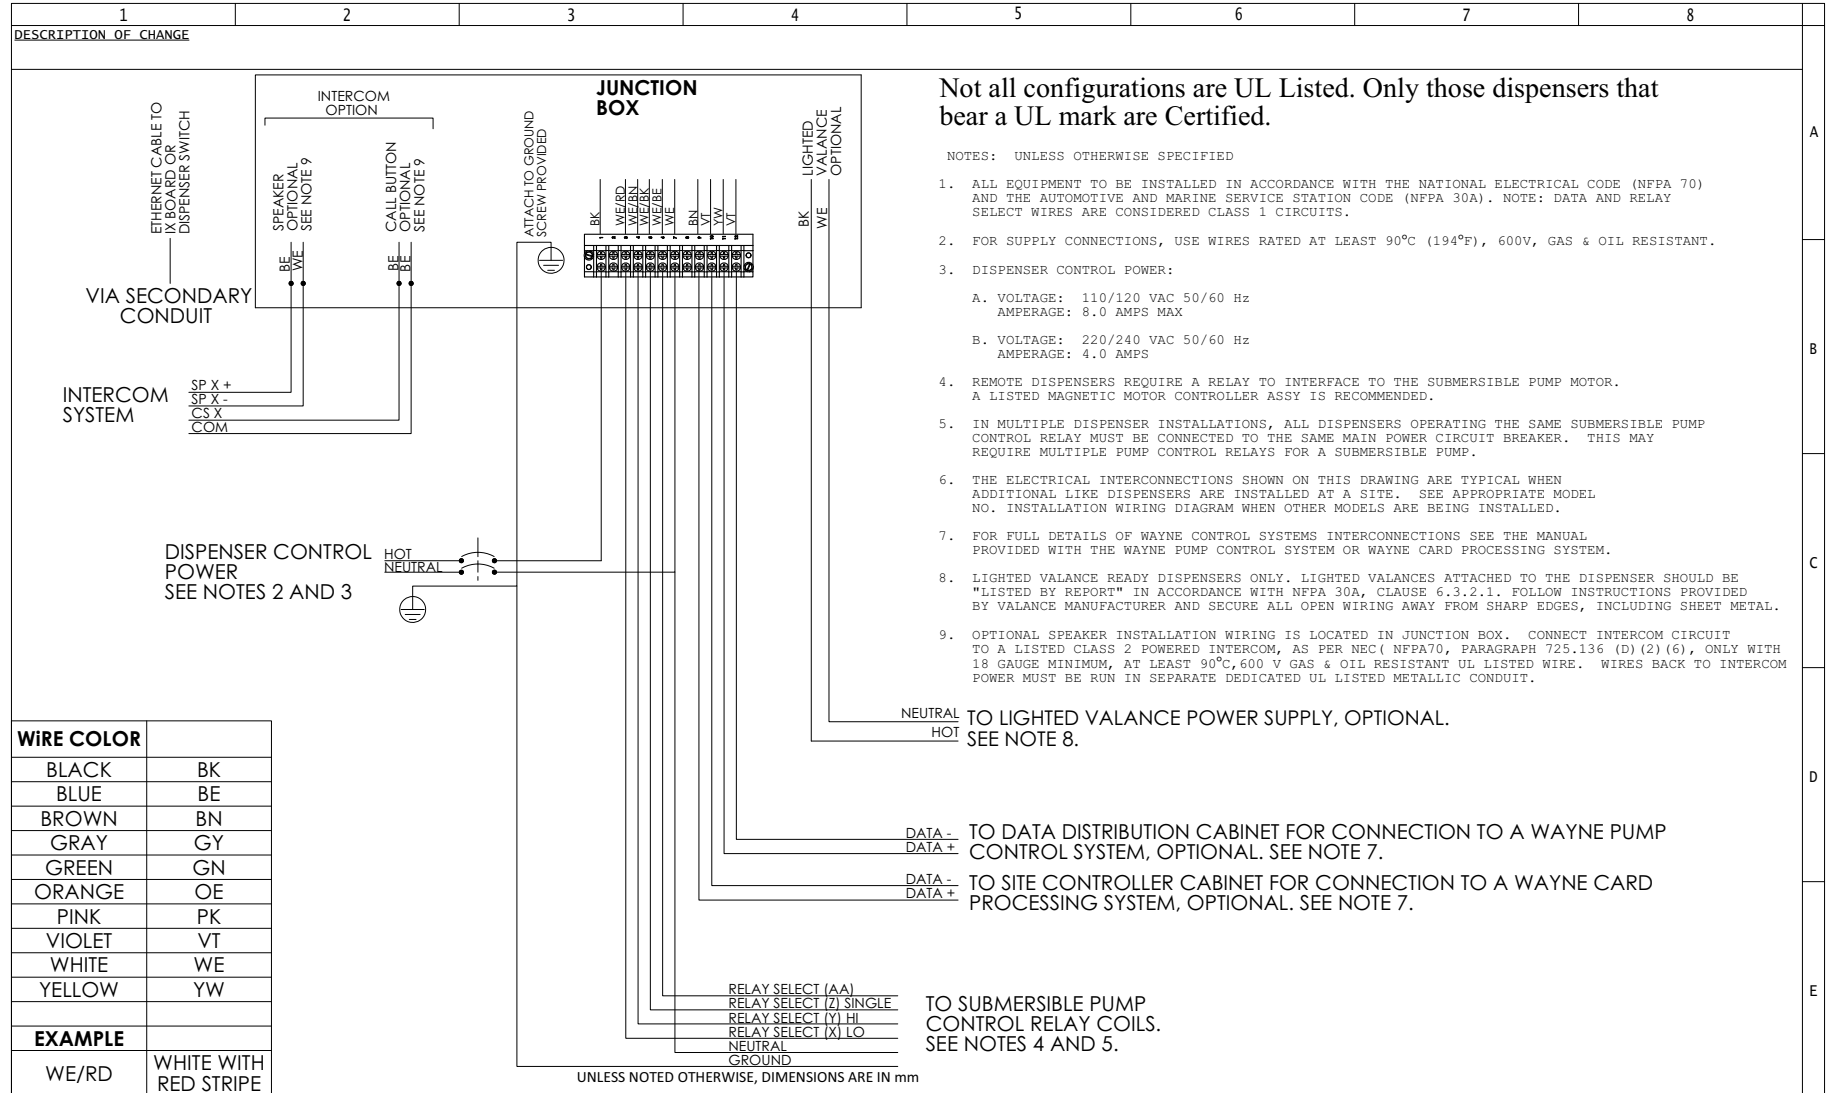 1 2 3 4 5 6 7 8
DESCRIPTION OF CHANGE
A
B
C
D
E
ETHERNET CABLE TO
IX BOARD OR
DISPENSER SWITCH
VIA SECONDARY
CONDUIT
INTERCOM
OPTION
SPEAKER
OPTIONAL
SEE NOTE 9
CALL BUTTON
OPTIONAL
SEE NOTE 9
BE
WE
BE
BE
ATTACH TO GROUND
SCREW PROVIDED
JUNCTION
BOX
BK
WE/RD
WE/BN
WE/BK
WE/BE
WE
BN
VT
YW
VT
LIGHTED
VALANCE
OPTIONAL
BK
WE
INTERCOM
SYSTEM
SP X +
SP X -
CS X
COM
DISPENSER CONTROL
POWER
SEE NOTES 2 AND 3
HOT
NEUTRAL
Not all configurations are UL Listed. Only those dispensers that
bear a UL mark are Certified.
NOTES: UNLESS OTHERWISE SPECIFIED
1. ALL EQUIPMENT TO BE INSTALLED IN ACCORDANCE WITH THE NATIONAL ELECTRICAL CODE (NFPA 70)
AND THE AUTOMOTIVE AND MARINE SERVICE STATION CODE (NFPA 30A). NOTE: DATA AND RELAY
SELECT WIRES ARE CONSIDERED CLASS 1 CIRCUITS.
2. FOR SUPPLY CONNECTIONS, USE WIRES RATED AT LEAST 90°C (194°F), 600V, GAS & OIL RESISTANT.
3. DISPENSER CONTROL POWER:
A. VOLTAGE: 110/120 VAC 50/60 Hz
AMPERAGE: 8.0 AMPS MAX
B. VOLTAGE: 220/240 VAC 50/60 Hz
AMPERAGE: 4.0 AMPS
4. REMOTE DISPENSERS REQUIRE A RELAY TO INTERFACE TO THE SUBMERSIBLE PUMP MOTOR.
A LISTED MAGNETIC MOTOR CONTROLLER ASSY IS RECOMMENDED.
5. IN MULTIPLE DISPENSER INSTALLATIONS, ALL DISPENSERS OPERATING THE SAME SUBMERSIBLE PUMP
CONTROL RELAY MUST BE CONNECTED TO THE SAME MAIN POWER CIRCUIT BREAKER. THIS MAY
REQUIRE MULTIPLE PUMP CONTROL RELAYS FOR A SUBMERSIBLE PUMP.
6. THE ELECTRICAL INTERCONNECTIONS SHOWN ON THIS DRAWING ARE TYPICAL WHEN
ADDITIONAL LIKE DISPENSERS ARE INSTALLED AT A SITE. SEE APPROPRIATE MODEL
NO. INSTALLATION WIRING DIAGRAM WHEN OTHER MODELS ARE BEING INSTALLED.
7. FOR FULL DETAILS OF WAYNE CONTROL SYSTEMS INTERCONNECTIONS SEE THE MANUAL
PROVIDED WITH THE WAYNE PUMP CONTROL SYSTEM OR WAYNE CARD PROCESSING SYSTEM.
8. LIGHTED VALANCE READY DISPENSERS ONLY. LIGHTED VALANCES ATTACHED TO THE DISPENSER SHOULD BE
"LISTED BY REPORT" IN ACCORDANCE WITH NFPA 30A, CLAUSE 6.3.2.1. FOLLOW INSTRUCTIONS PROVIDED
BY VALANCE MANUFACTURER AND SECURE ALL OPEN WIRING AWAY FROM SHARP EDGES, INCLUDING SHEET METAL.
9. OPTIONAL SPEAKER INSTALLATION WIRING IS LOCATED IN JUNCTION BOX. CONNECT INTERCOM CIRCUIT
TO A LISTED CLASS 2 POWERED INTERCOM, AS PER NEC( NFPA70, PARAGRAPH 725.136 (D)(2)(6), ONLY WITH
18 GAUGE MINIMUM, AT LEAST 90°C,600 V GAS & OIL RESISTANT UL LISTED WIRE. WIRES BACK TO INTERCOM
POWER MUST BE RUN IN SEPARATE DEDICATED UL LISTED METALLIC CONDUIT.
NEUTRAL
HOT
TO LIGHTED VALANCE POWER SUPPLY, OPTIONAL.
SEE NOTE 8.
DATA -
DATA +
TO DATA DISTRIBUTION CABINET FOR CONNECTION TO A WAYNE PUMP
CONTROL SYSTEM, OPTIONAL. SEE NOTE 7.
DATA -
DATA +
TO SITE CONTROLLER CABINET FOR CONNECTION TO A WAYNE CARD
PROCESSING SYSTEM, OPTIONAL. SEE NOTE 7.
RELAY SELECT (AA)
RELAY SELECT (Z) SINGLE
RELAY SELECT (Y) HI
RELAY SELECT (X) LO
NEUTRAL
GROUND
TO SUBMERSIBLE PUMP
CONTROL RELAY COILS.
SEE NOTES 4 AND 5.
UNLESS NOTED OTHERWISE, DIMENSIONS ARE IN mm
WiRE COLOR
BLACK BK
BLUE BE
BROWN BN
GRAY GY
GREEN GN
ORANGE OE
PINK PK
VIOLET VT
WHITE WE
YELLOW YW
EXAMPLE
WE/RD WHITE WITH
RED STRIPE